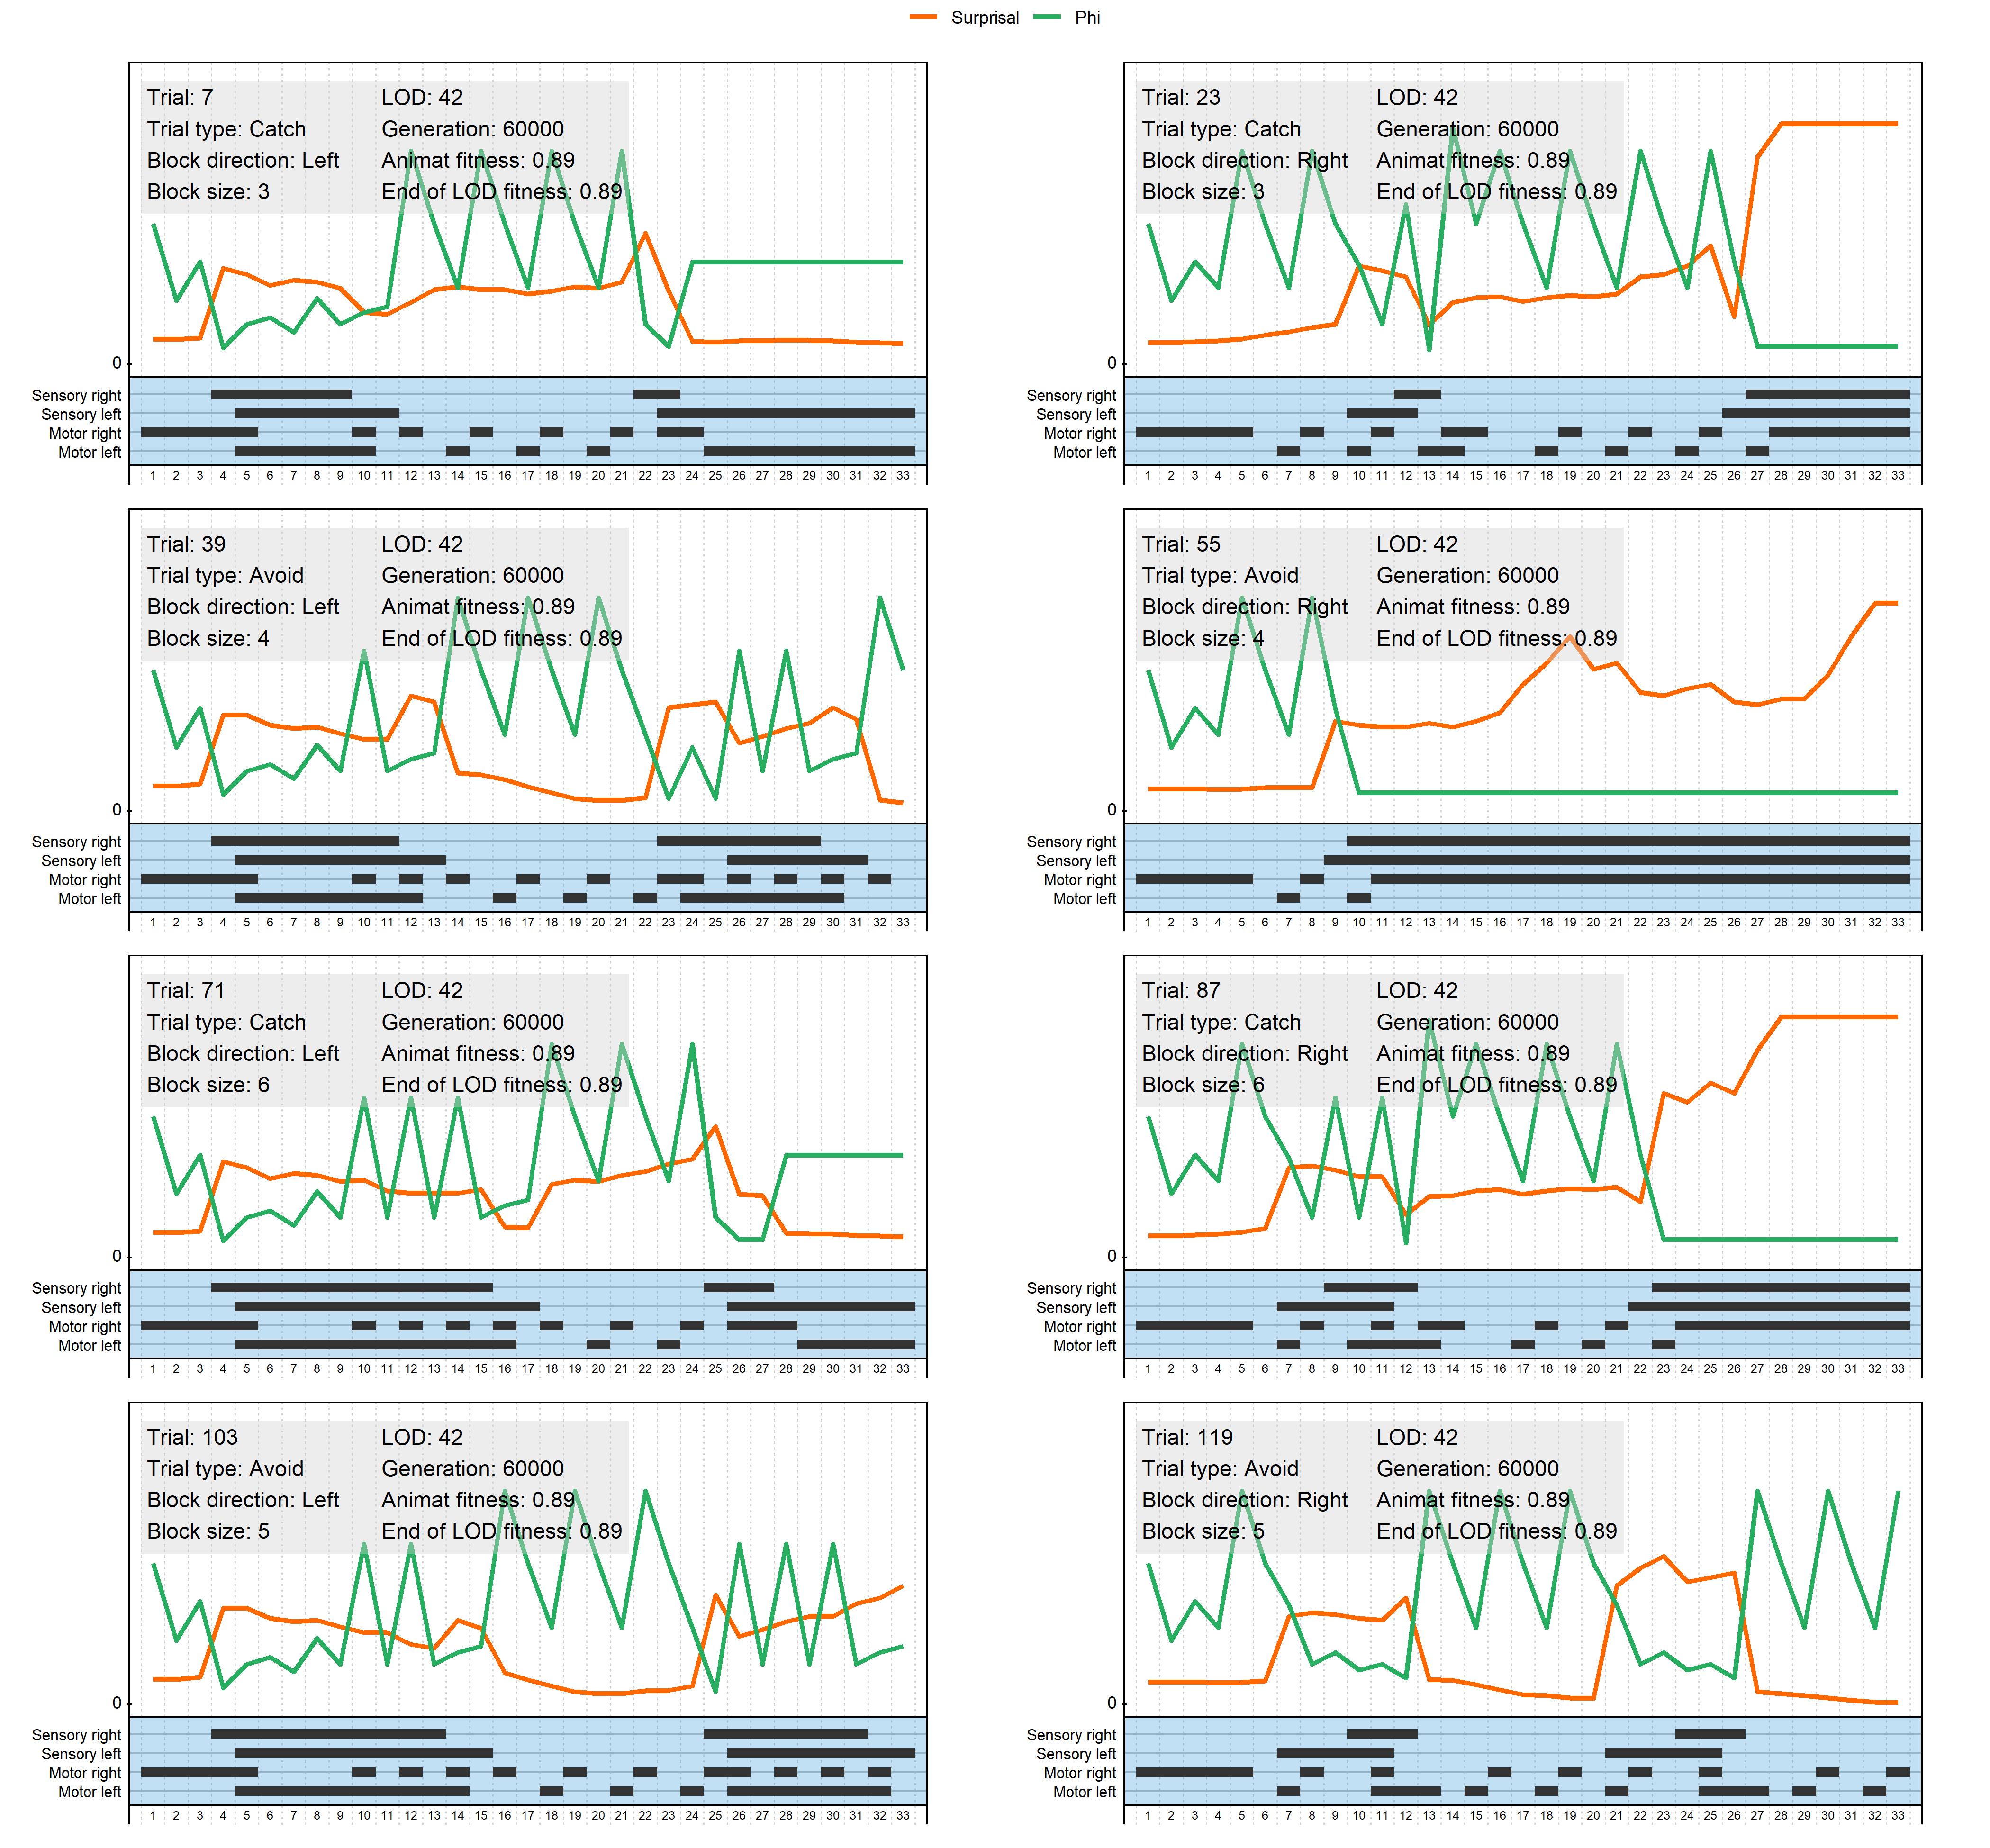 Surprisal Phi
Trial: 7 LOD: 42
Trial type: Catch Generation: 60000
Block direction: Left Animat fitness: 0.89
Block size: 3 End of LOD fitness: 0.89
0
Sensory right
Sensory left
Motor right
Motor left
1 2 3 4 5 6 7 8 9 10 11 12 13 14 15 16 17 18 19 20 21 22 23 24 25 26 27 28 29 30 31 32 33
Trial: 23 LOD: 42
Trial type: Catch Generation: 60000
Block direction: Right Animat fitness: 0.89
Block size: 3 End of LOD fitness: 0.89
0
Sensory right
Sensory left
Motor right
Motor left
1 2 3 4 5 6 7 8 9 10 11 12 13 14 15 16 17 18 19 20 21 22 23 24 25 26 27 28 29 30 31 32 33
Trial: 39 LOD: 42
Trial type: Avoid Generation: 60000
Block direction: Left Animat fitness: 0.89
Block size: 4 End of LOD fitness: 0.89
0
Sensory right
Sensory left
Motor right
Motor left
1 2 3 4 5 6 7 8 9 10 11 12 13 14 15 16 17 18 19 20 21 22 23 24 25 26 27 28 29 30 31 32 33
Trial: 55 LOD: 42
Trial type: Avoid Generation: 60000
Block direction: Right Animat fitness: 0.89
Block size: 4 End of LOD fitness: 0.89
0
Sensory right
Sensory left
Motor right
Motor left
1 2 3 4 5 6 7 8 9 10 11 12 13 14 15 16 17 18 19 20 21 22 23 24 25 26 27 28 29 30 31 32 33
Trial: 71 LOD: 42
Trial type: Catch Generation: 60000
Block direction: Left Animat fitness: 0.89
Block size: 6 End of LOD fitness: 0.89
0
Sensory right
Sensory left
Motor right
Motor left
1 2 3 4 5 6 7 8 9 10 11 12 13 14 15 16 17 18 19 20 21 22 23 24 25 26 27 28 29 30 31 32 33
Trial: 87 LOD: 42
Trial type: Catch Generation: 60000
Block direction: Right Animat fitness: 0.89
Block size: 6 End of LOD fitness: 0.89
0
Sensory right
Sensory left
Motor right
Motor left
1 2 3 4 5 6 7 8 9 10 11 12 13 14 15 16 17 18 19 20 21 22 23 24 25 26 27 28 29 30 31 32 33
Trial: 103 LOD: 42
Trial type: Avoid Generation: 60000
Block direction: Left Animat fitness: 0.89
Block size: 5 End of LOD fitness: 0.89
0
Sensory right
Sensory left
Motor right
Motor left
1 2 3 4 5 6 7 8 9 10 11 12 13 14 15 16 17 18 19 20 21 22 23 24 25 26 27 28 29 30 31 32 33
Trial: 119 LOD: 42
Trial type: Avoid Generation: 60000
Block direction: Right Animat fitness: 0.89
Block size: 5 End of LOD fitness: 0.89
0
Sensory right
Sensory left
Motor right
Motor left
1 2 3 4 5 6 7 8 9 10 11 12 13 14 15 16 17 18 19 20 21 22 23 24 25 26 27 28 29 30 31 32 33